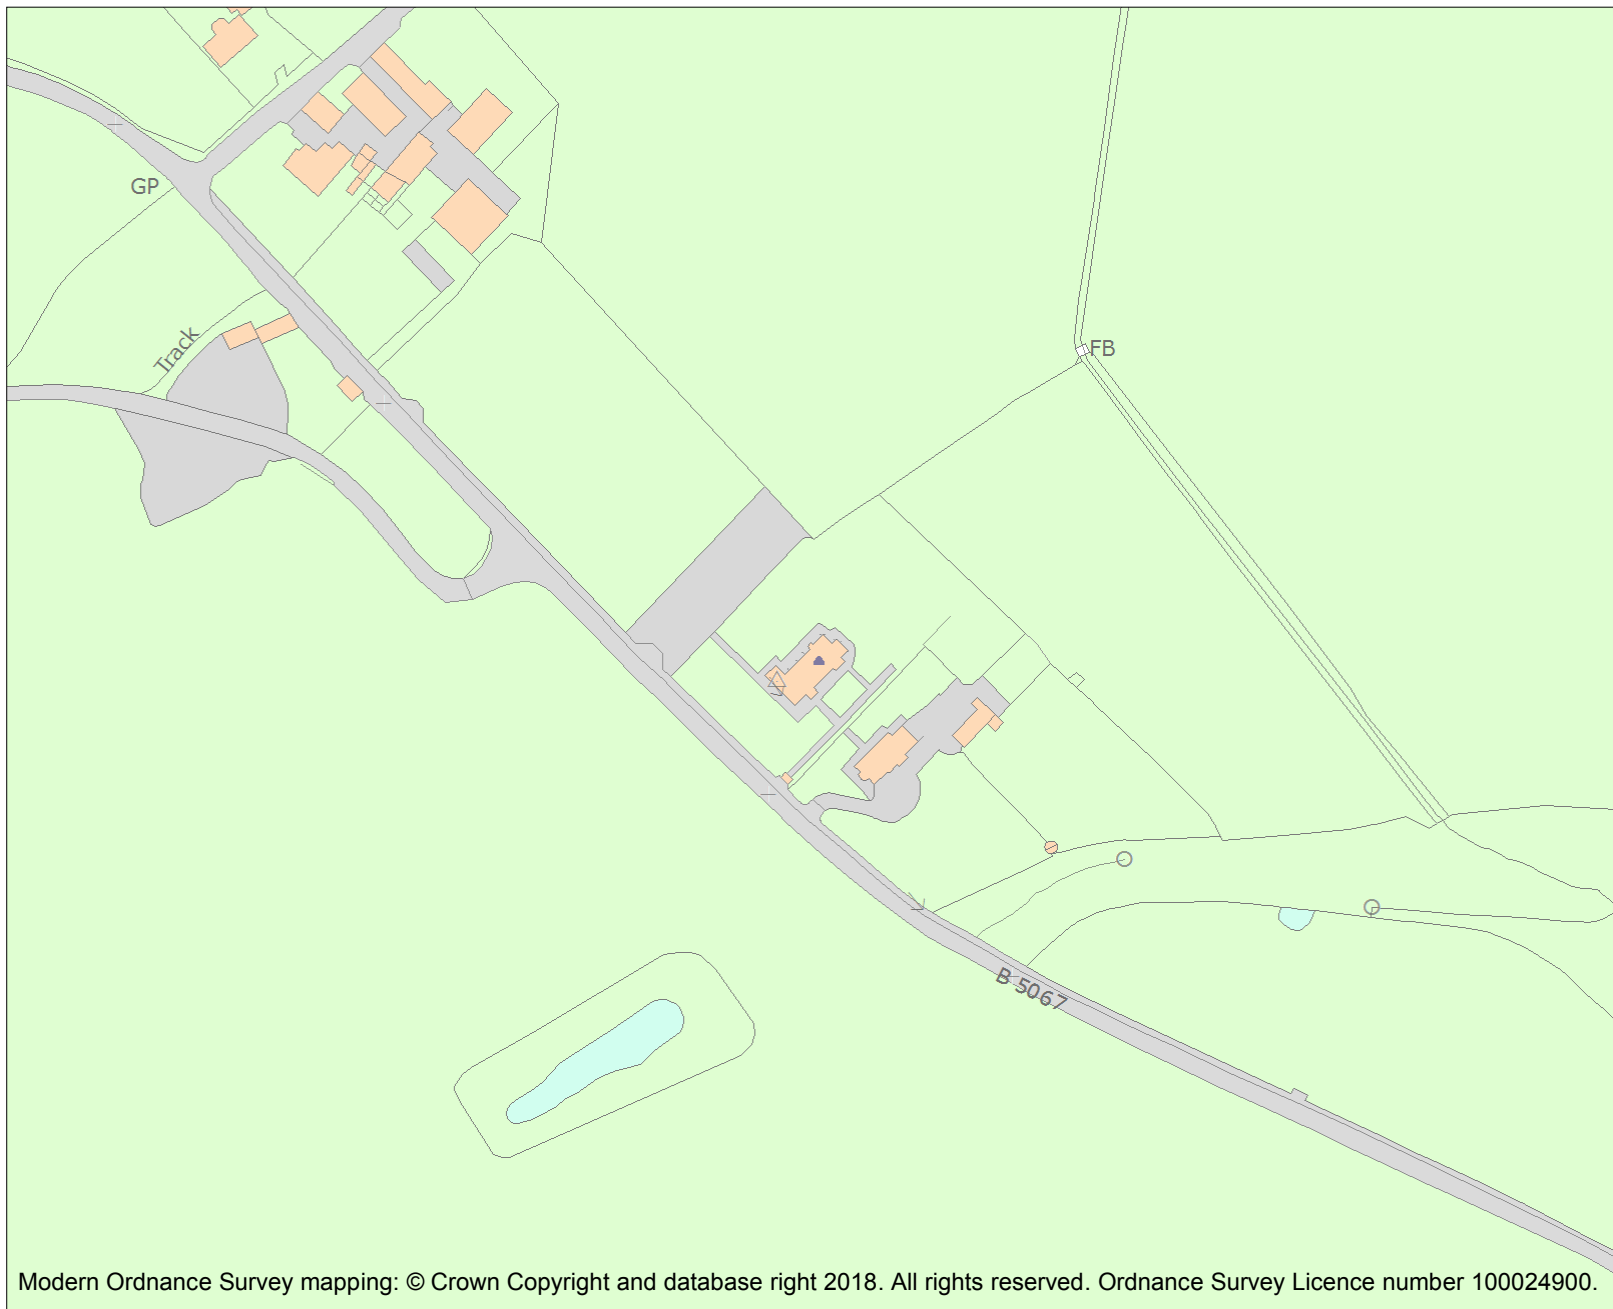 GP
Track
FB
B 5067
Modern Ordnance Survey mapping: © Crown Copyright and database right 2018. All rights reserved. Ordnance Survey Licence number 100024900.